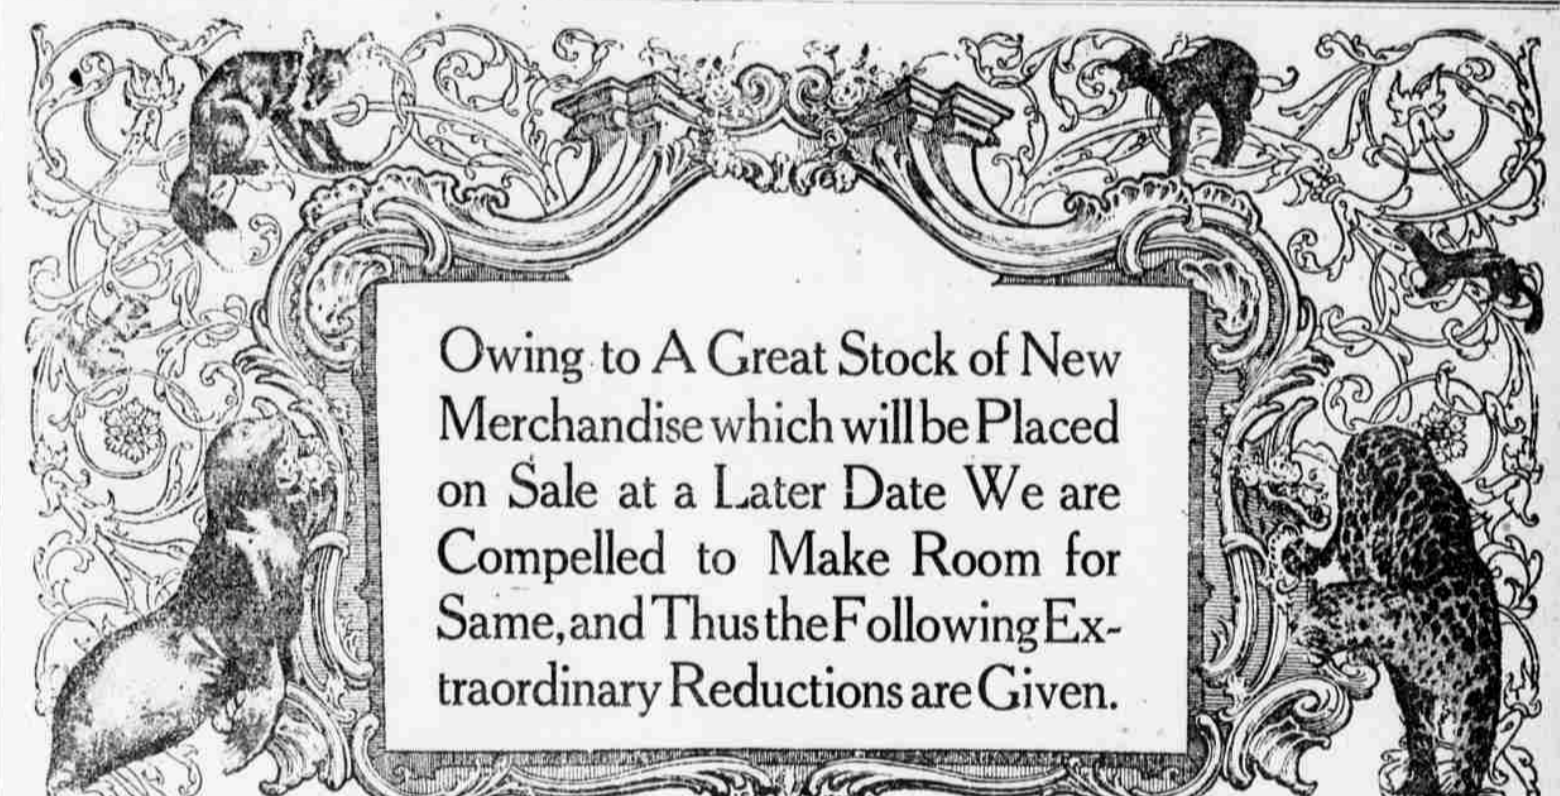 Owing to A Great Stock of New
Merchandise which will be Placed
on Sale at a Later Date We are
Compelled to Make Room for
Same, and Thus the Following Ex-
traordinary Reductions are Given.